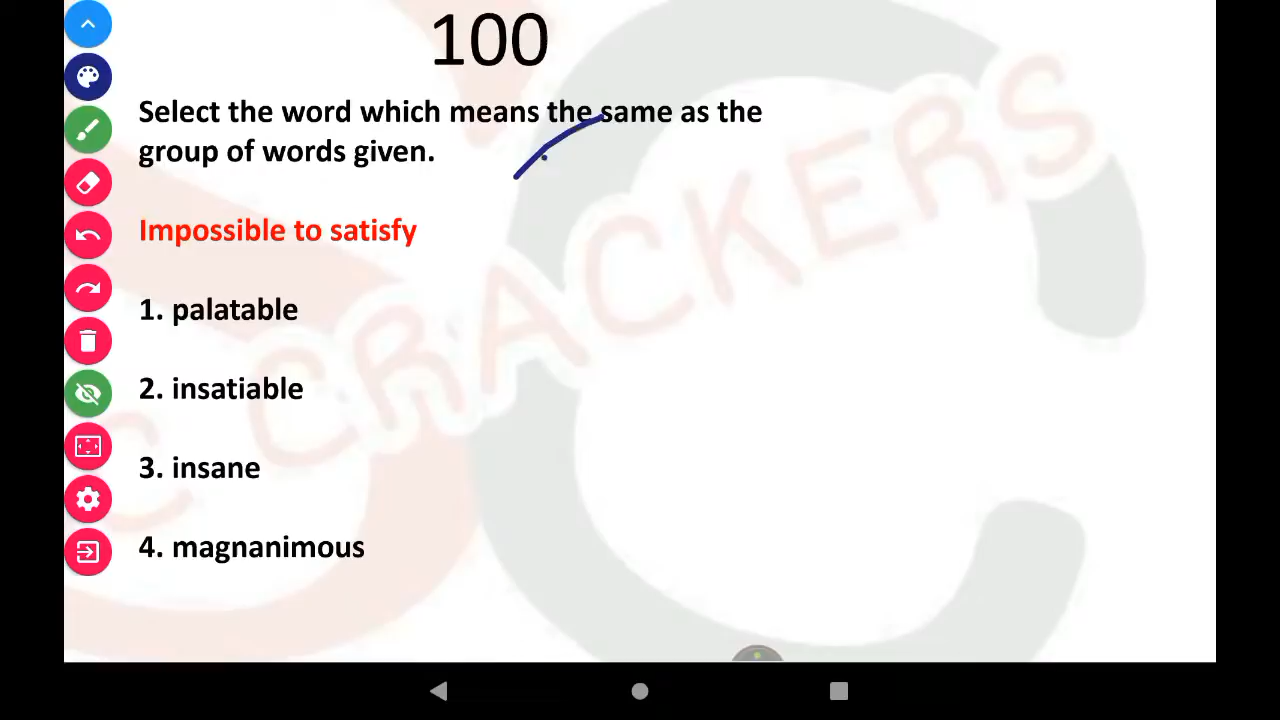 100
Select the word which means the same as the
group of words given.
Impossible to satisfy
1. palatable
2. insatiable
3. insane
4. magnanimous
C CRACKERS